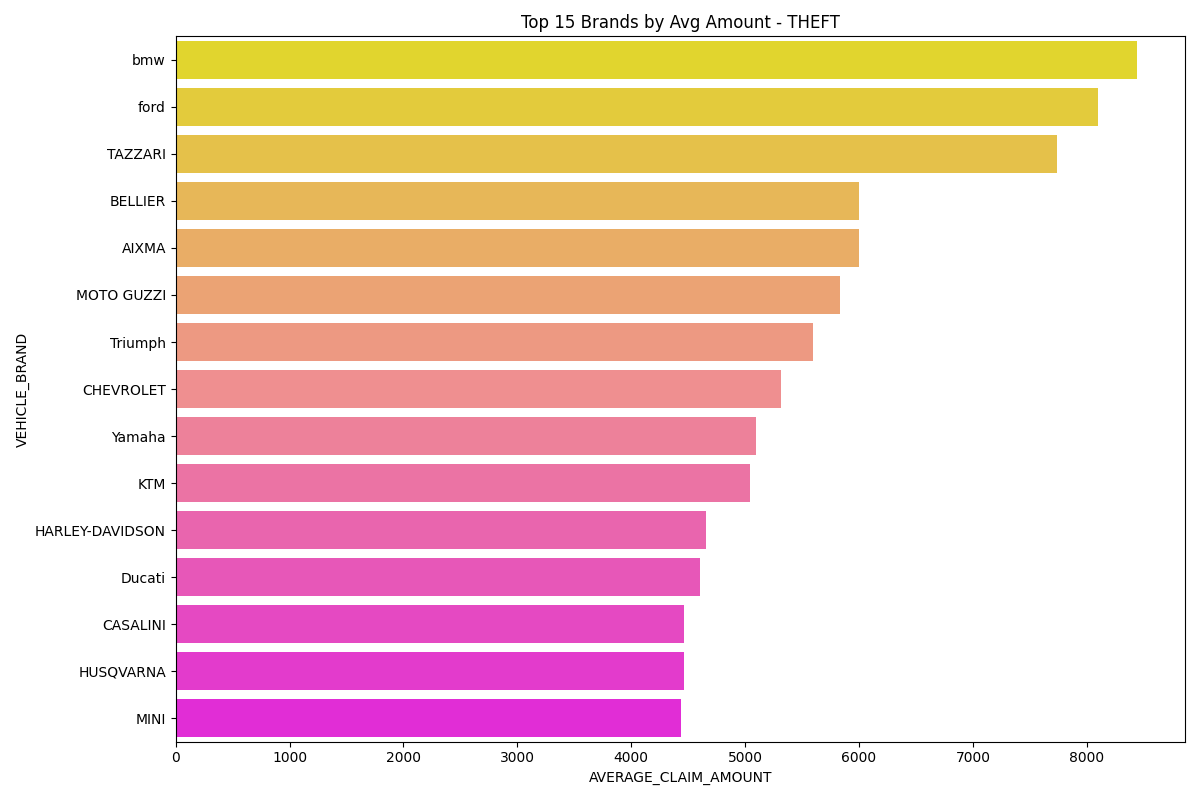 Top 15 Brands by Avg Amount - THEFT
VEHICLE_BRAND
bmw
ford
TAZZARI
BELLIER
AIXMA
MOTO GUZZI
Triumph
CHEVROLET
Yamaha
KTM
HARLEY-DAVIDSON
Ducati
CASALINI
HUSQVARNA
MINI
0 1000 2000 3000 4000 5000 6000 7000 8000
AVERAGE_CLAIM_AMOUNT